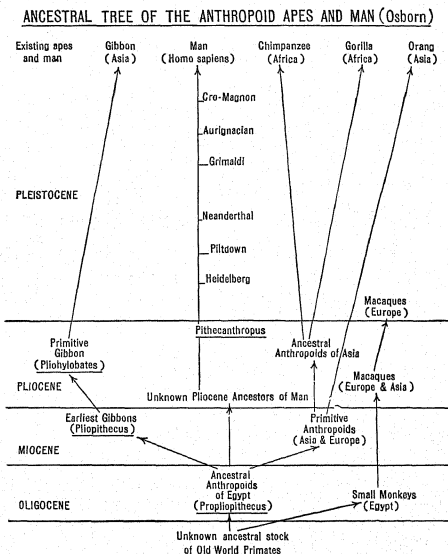 ANCESTRAL TREE OF THE ANTHROPOID APES AND MAN (Osborn)
Existing apes
and man
Gibbon
(Asia)
Man
(Homo sapiens)
Chimpanzee
(Africa)
Gorilla
(Africa)
Orang
(Asia)
Cro-Magnon
Aurignacian
Grimaldi
PLEISTOCENE
Neanderthal
Piltdown
Heidelberg
Macaques
(Europe)
Pithecanthropus
Primitive
Gibbon
(Pliohylobates)
Ancestral
Anthropoids of Asia
PLIOCENE
Macaques
(Europe & Asia)
Unknown Pliocene Ancestors of Man
Earliest Gibbons
(Pliopithecus)
Primitive
Anthropoids
(Asia & Europe)
MIOCENE
Ancestral
Anthropoids
of Egypt
(Propliopithecus)
OLIGOCENE
Small Monkeys
(Egypt)
Unknown ancestral stock
of Old World Primates